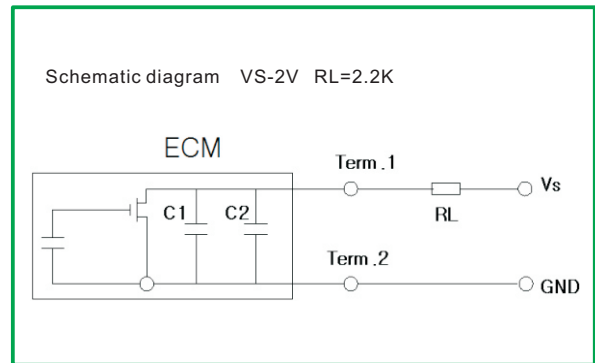 Schematic diagram VS-2V RL=2.2K
ECM
Term .1
Vs
C1 C2
RL
Term .2
GND